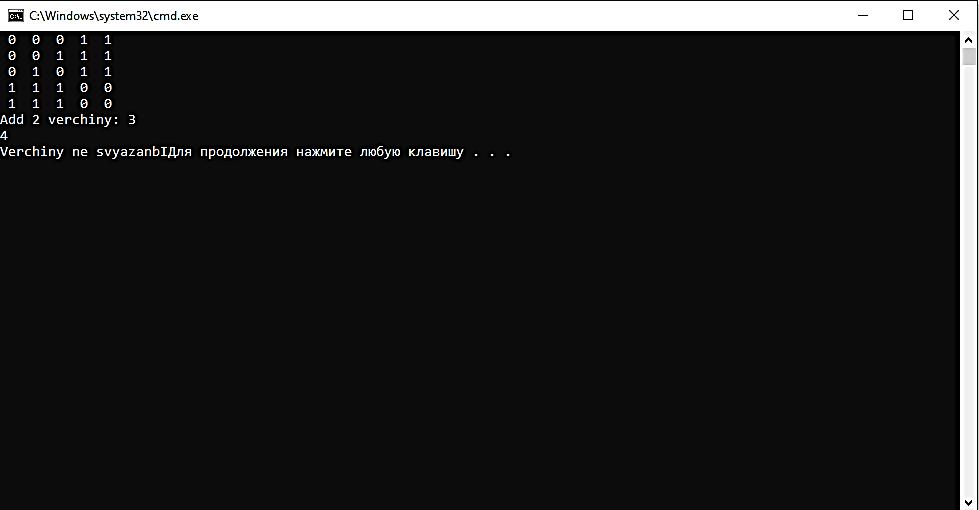 C:\Windows\system32\cmd.exe
0 0 0 1 1
0 0 1 1 1
0 1 0 1 1
1 1 1 0 0
1 1 1 0 0
Add 2 verchiny: 3
4
Verchiny ne svyazanbIДля продолжения нажмите любую клавишу . . .